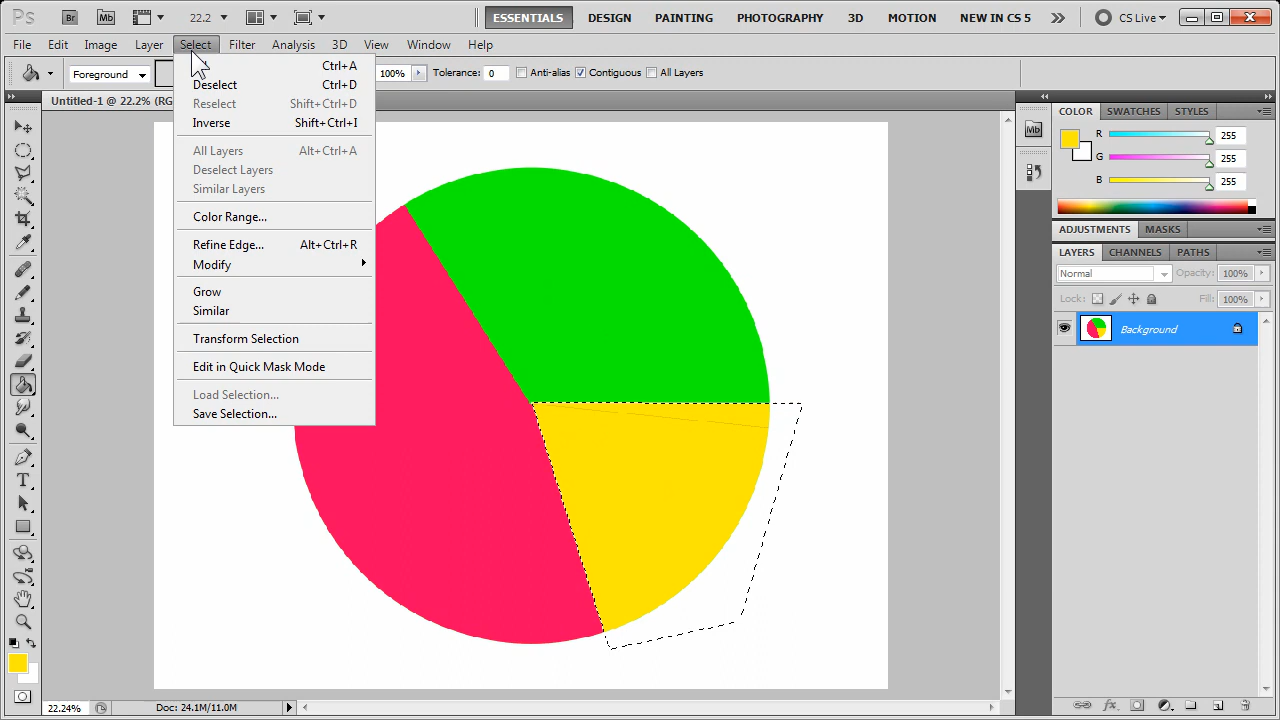 Ps Br Mb 22.2 ESSENTIALS DESIGN PAINTING PHOTOGRAPHY 3D MOTION NEW IN CS 5 CS Live
File Edit Image Layer Select Filter Analysis 3D View Window Help
Foreground 100% Tolerance: 0 Anti-alias Contiguous All Layers
Untitled-1 @ 22.2% (RG
Ctrl+A
Deselect Ctrl+D
Reselect Shift+Ctrl+D
Inverse Shift+Ctrl+I
All Layers Alt+Ctrl+A
Deselect Layers
Similar Layers
Color Range...
Refine Edge... Alt+Ctrl+R
Modify
Grow
Similar
Transform Selection
Edit in Quick Mask Mode
Load Selection...
Save Selection...
Mb
COLOR SWATCHES STYLES
R 255
G 255
B 255
ADJUSTMENTS MASKS
LAYERS CHANNELS PATHS
Normal Opacity: 100%
Lock: Fill: 100%
Background
T
fx
22.24% Doc: 24.1M/11.0M